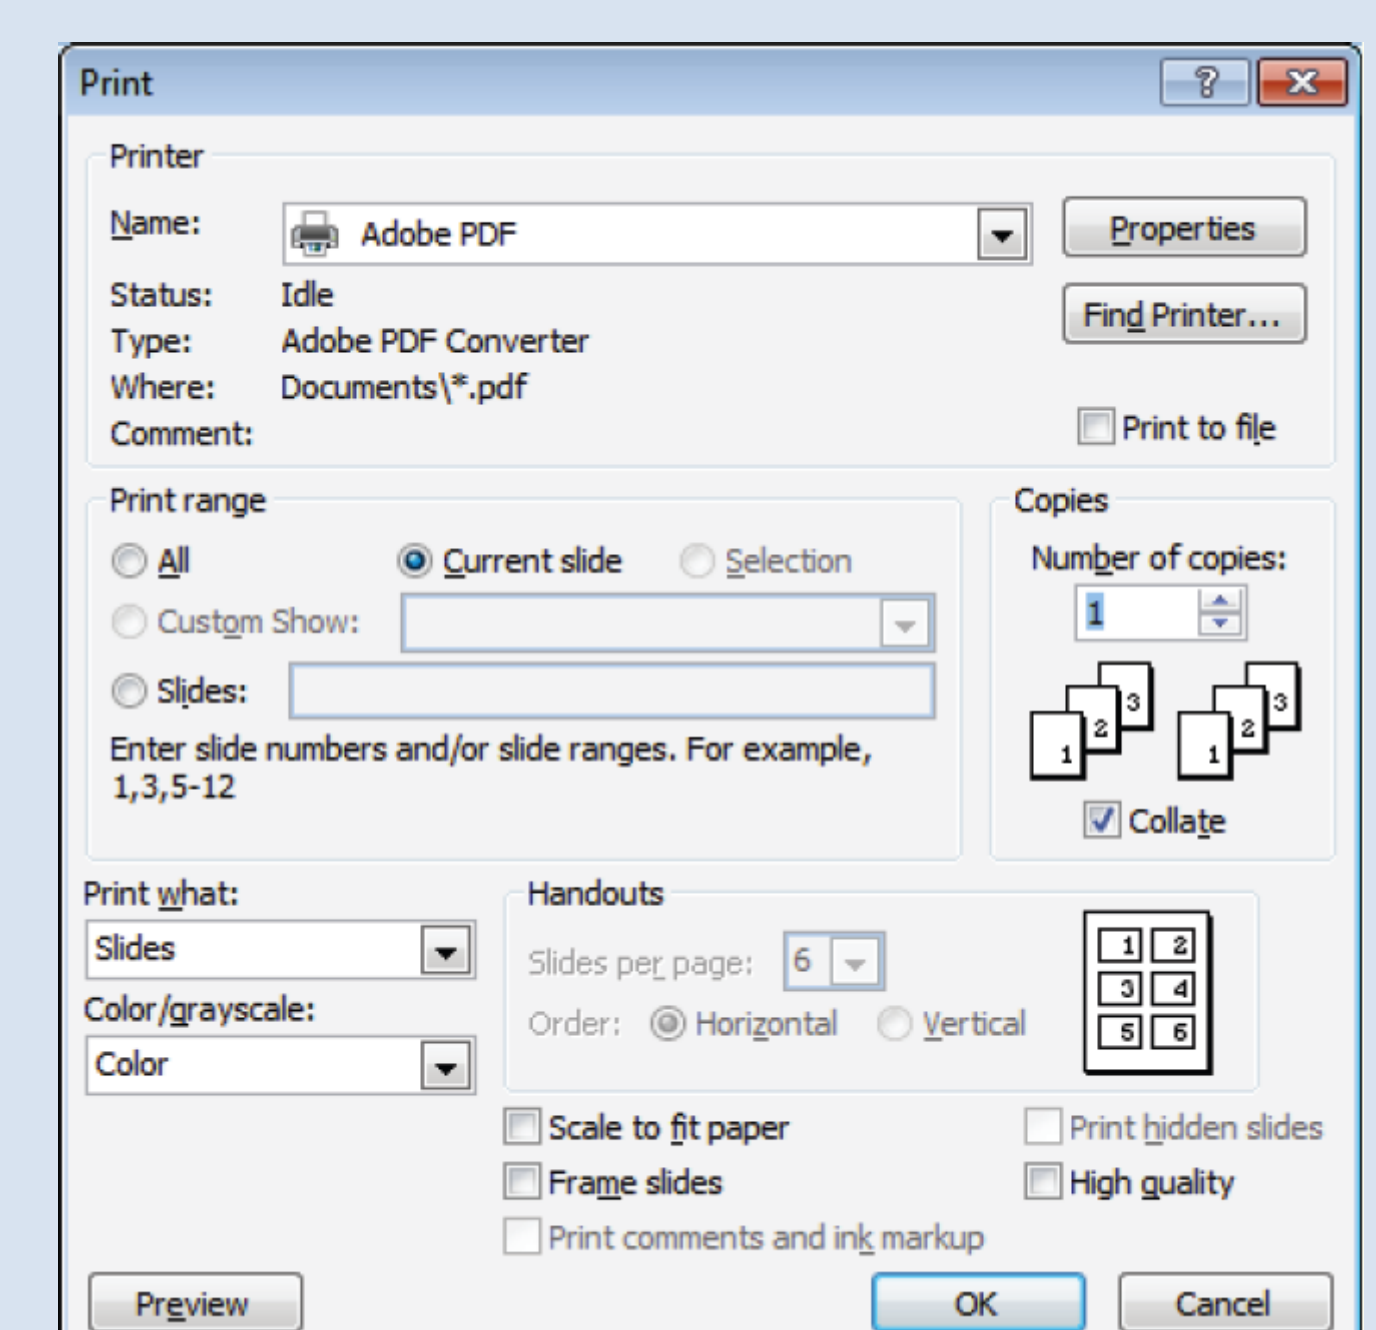 Print
Printer
Name: Adobe PDF Properties
Status: Idle Find Printer...
Type: Adobe PDF Converter
Where: Documents\*.pdf
Comment: Print to file
Print range
All Current slide Selection
Custom Show:
Slides:
Enter slide numbers and/or slide ranges. For example,
1,3,5-12
Copies
Number of copies:
1
1 2 3 1 2 3
Collate
Print what:
Slides
Color/grayscale:
Color
Handouts
Slides per page: 6
Order: Horizontal Vertical
1 2
3 4
5 6
Scale to fit paper Print hidden slides
Frame slides High quality
Print comments and ink markup
Preview OK Cancel